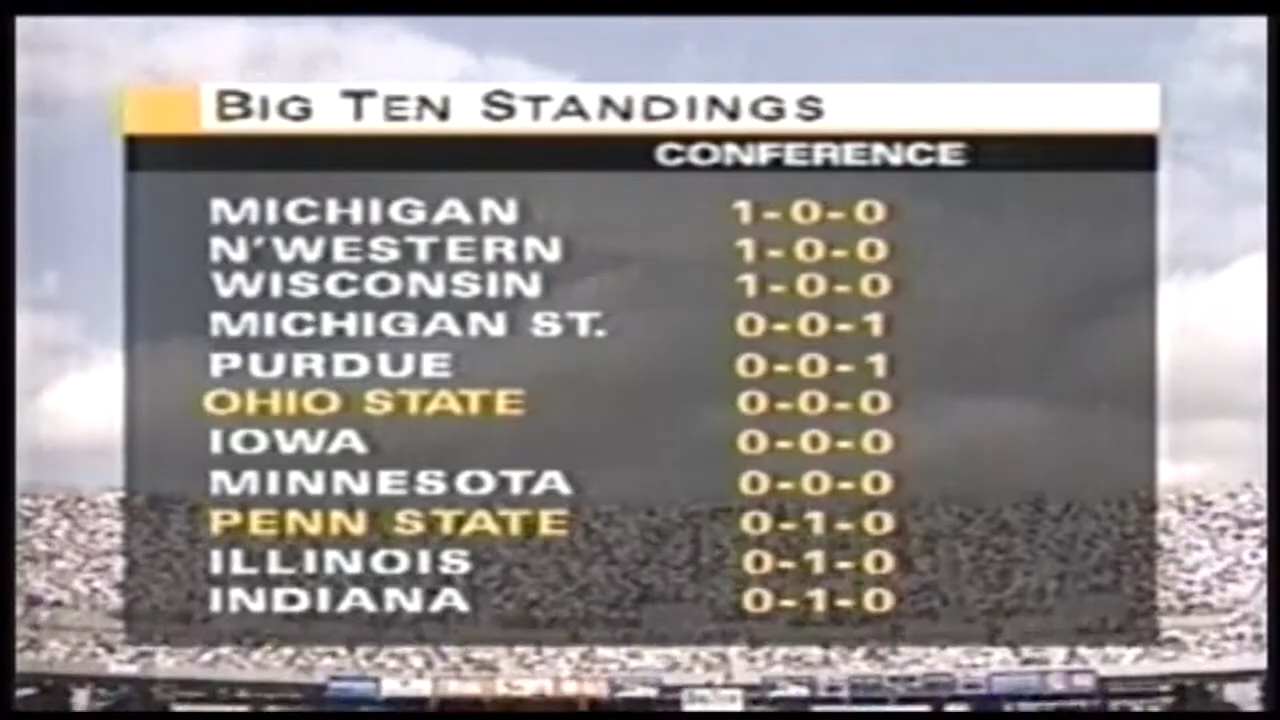 BIG TEN STANDINGS
CONFERENCE
MICHIGAN 1-0-0
N'WESTERN 1-0-0
WISCONSIN 1-0-0
MICHIGAN ST. 0-0-1
PURDUE 0-0-1
OHIO STATE 0-0-0
IOWA 0-0-0
MINNESOTA 0-0-0
PENN STATE 0-1-0
ILLINOIS 0-1-0
INDIANA 0-1-0